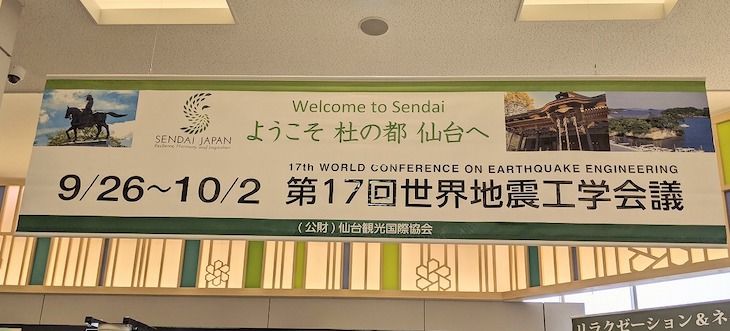 Welcome to Sendai
SENDAI JAPAN
ようこそ 杜の都 仙台へ
17th WORLD CONFERENCE ON EARTHQUAKE ENGINEERING
9/26〜10/2 第17回世界地震工学会議
(公財)仙台観光国際協会
リラクゼーション&ネ